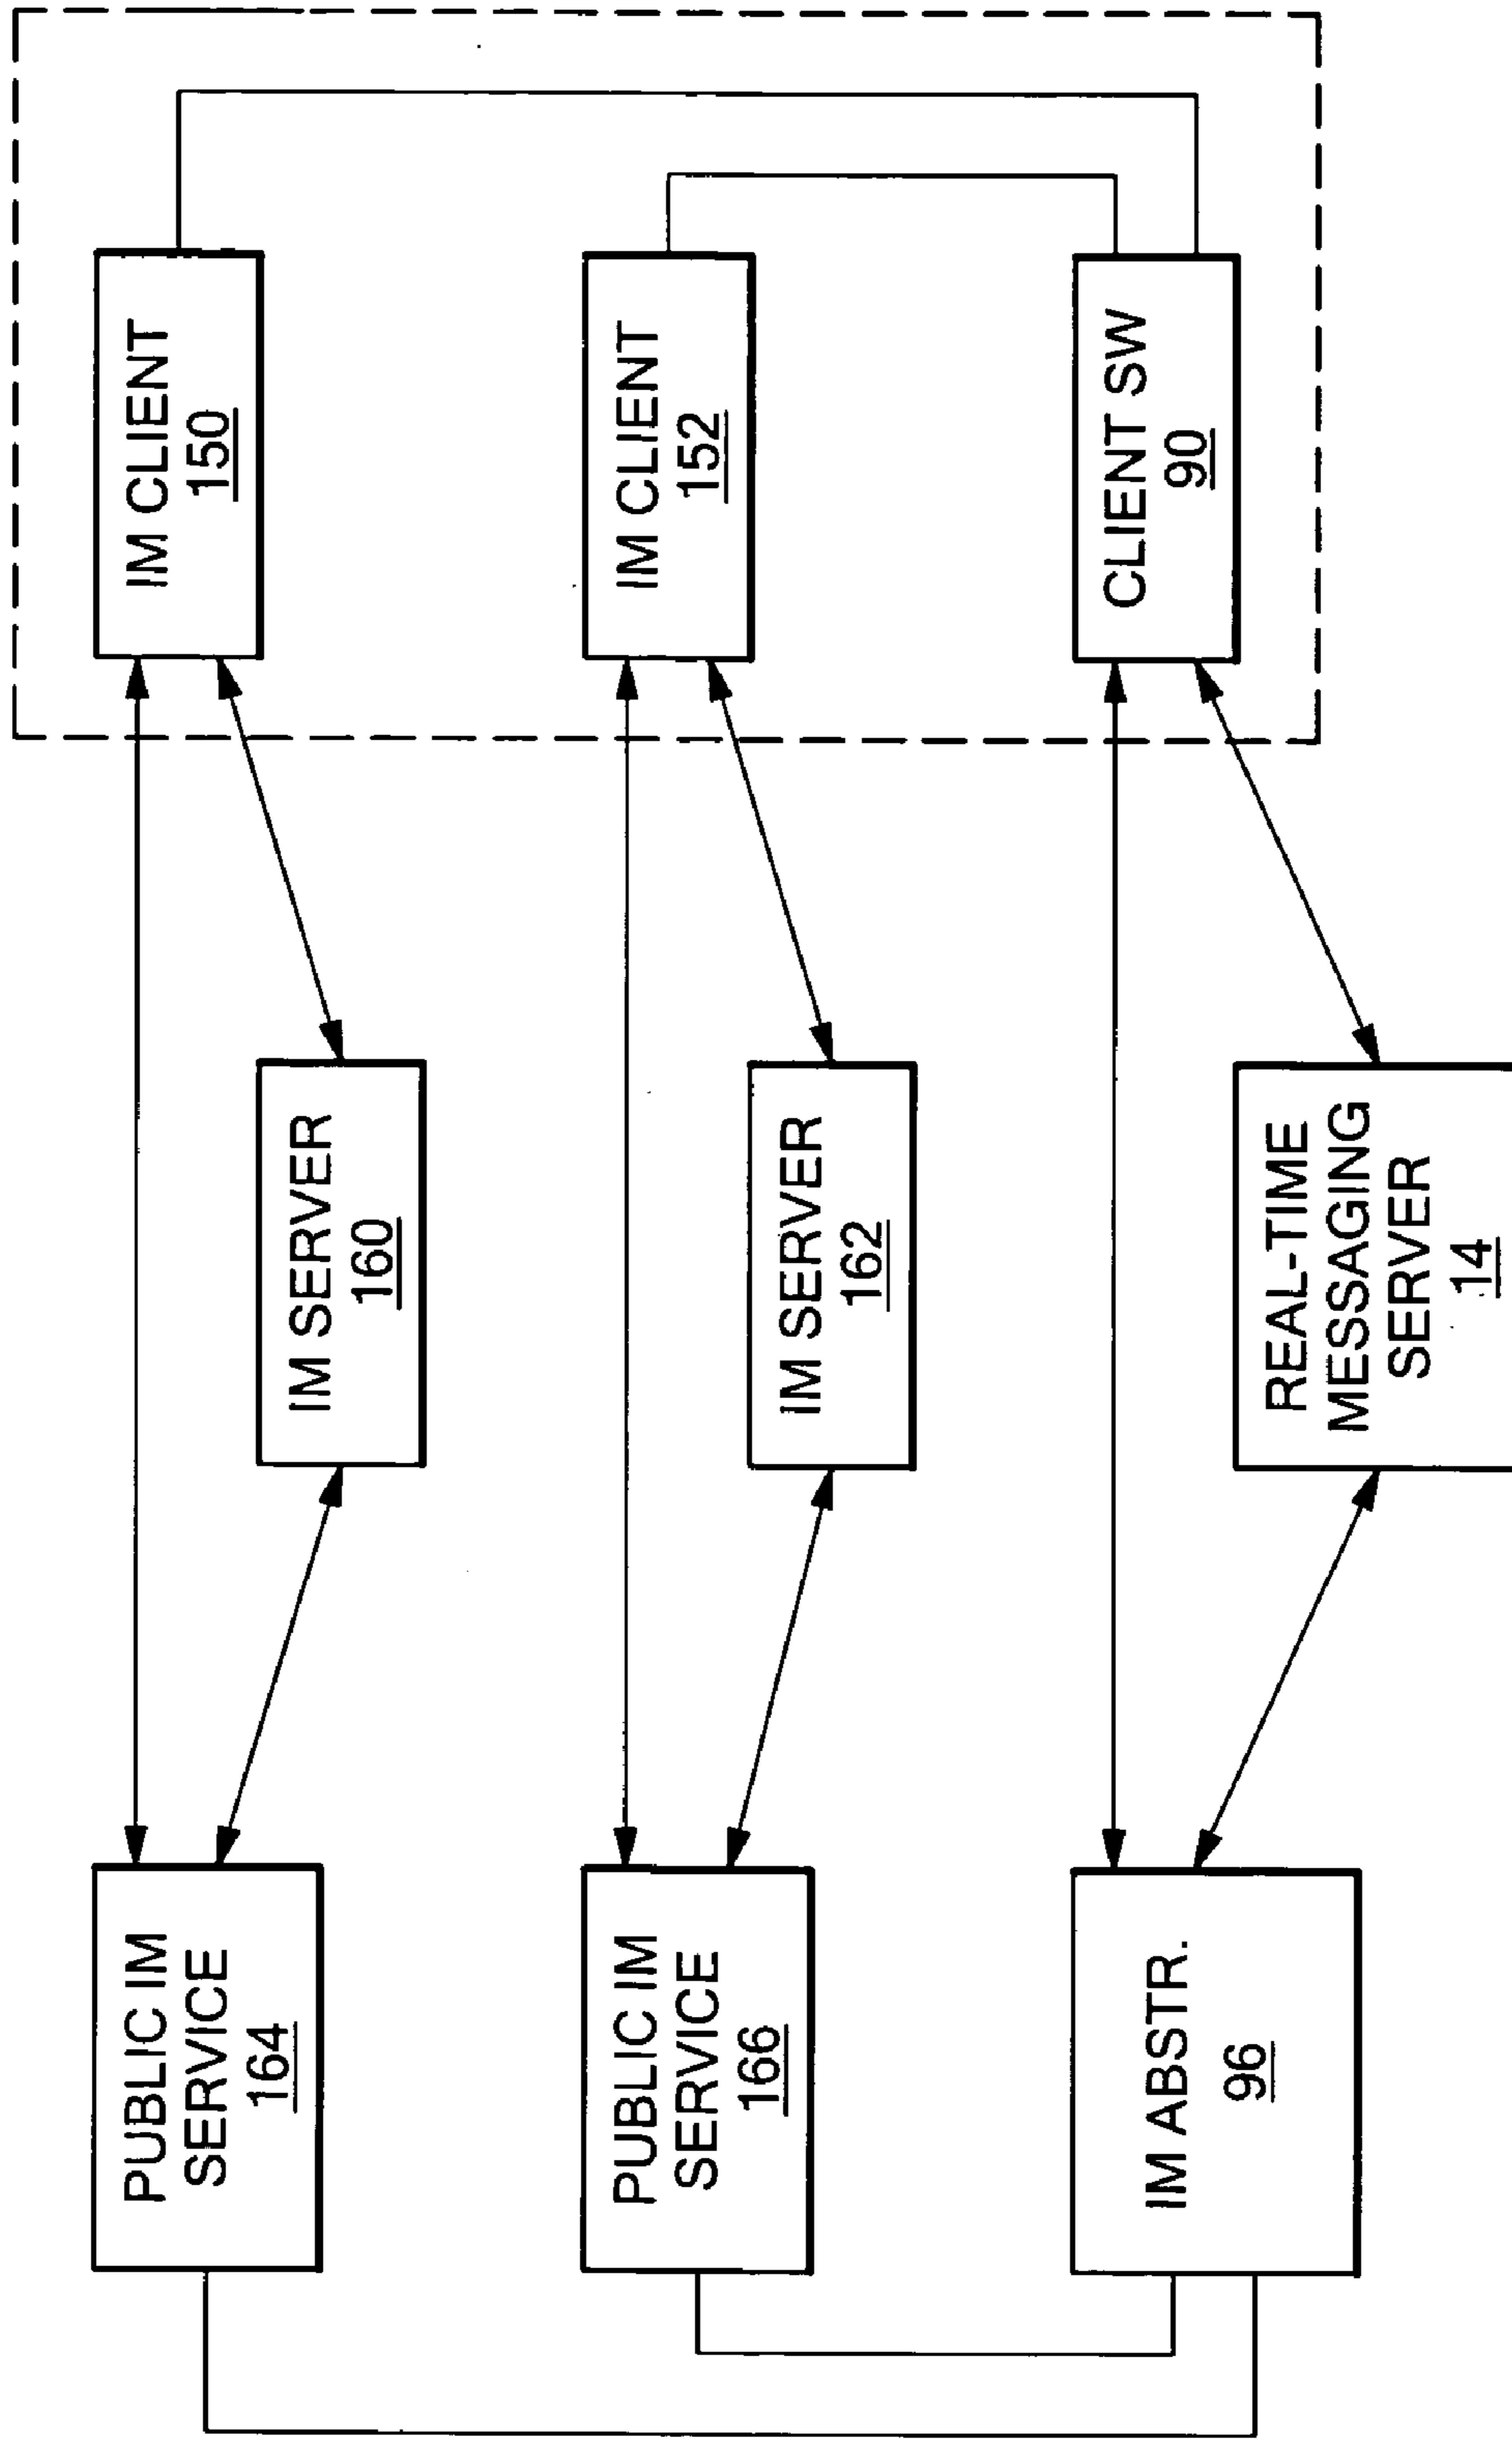 PUBLIC IM
SERVICE
164
IM SERVER
160
IM CLIENT
150
PUBLIC IM
SERVICE
166
IM SERVER
162
IM CLIENT
152
IM ABSTR.
96
REAL-TIME
MESSAGING
SERVER
14
CLIENT SW
90